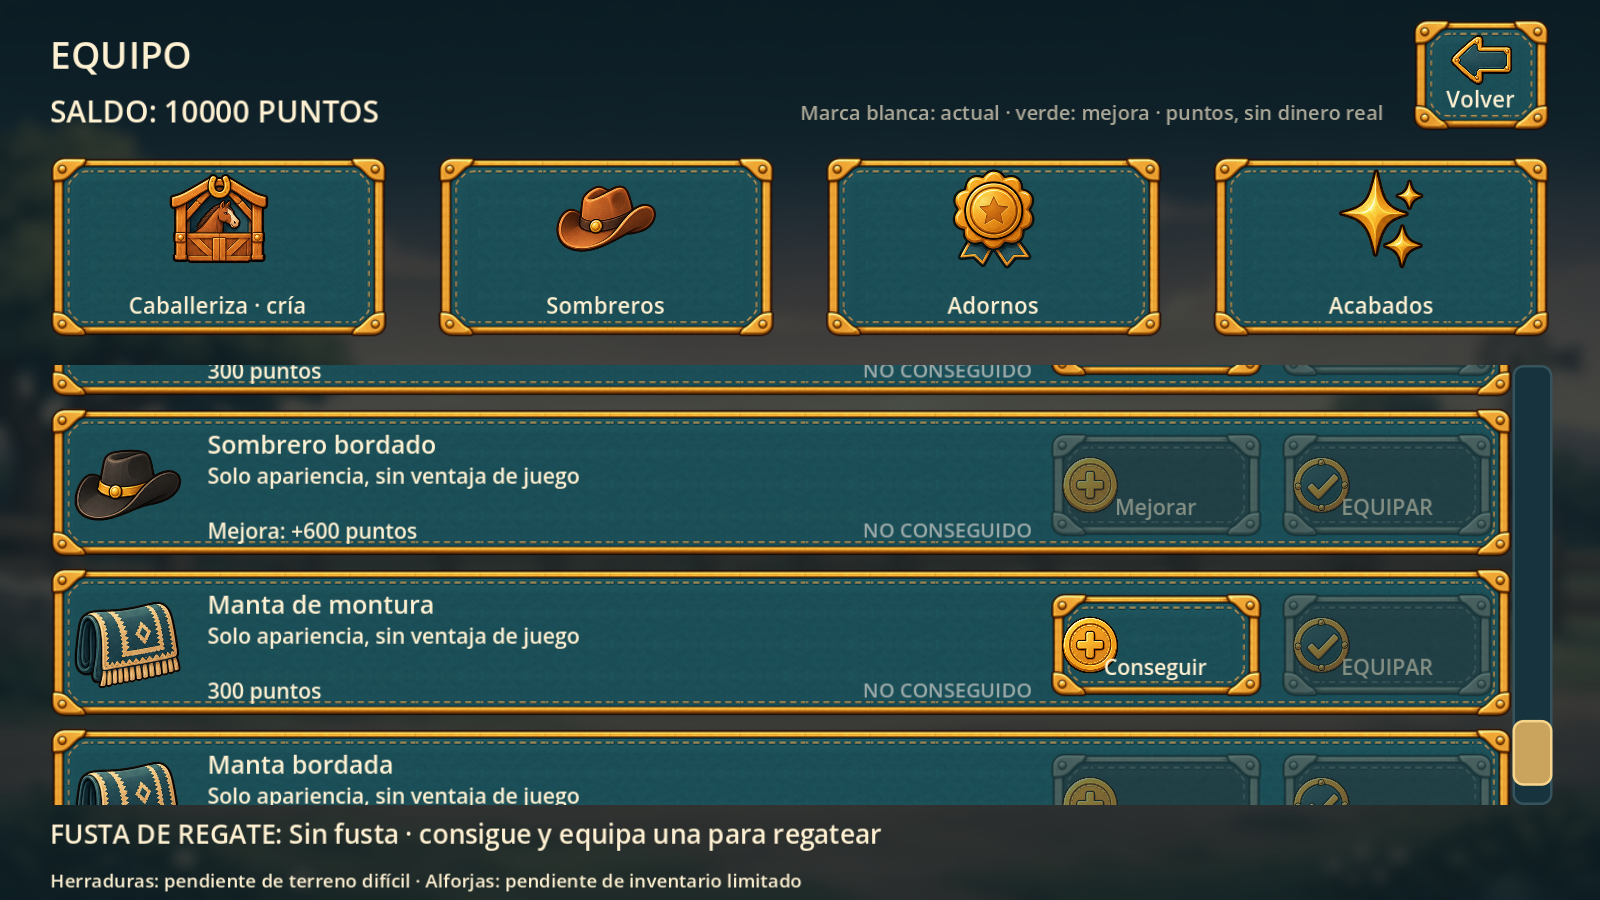 EQUIPO
SALDO: 10000 PUNTOS
Marca blanca: actual · verde: mejora · puntos, sin dinero real
Volver
Caballeriza · cría
Sombreros
Adornos
Acabados
300 puntos
NO CONSEGUIDO
Sombrero bordado
Solo apariencia, sin ventaja de juego
Mejora: +600 puntos
NO CONSEGUIDO
Mejorar
EQUIPAR
Manta de montura
Solo apariencia, sin ventaja de juego
300 puntos
NO CONSEGUIDO
Conseguir
EQUIPAR
Manta bordada
Solo apariencia, sin ventaja de juego
FUSTA DE REGATE: Sin fusta · consigue y equipa una para regatear
Herraduras: pendiente de terreno difícil · Alforjas: pendiente de inventario limitado